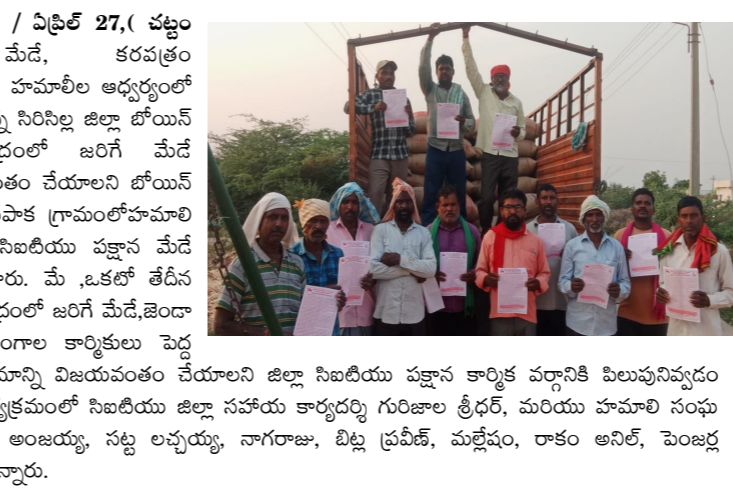 / ఏప్రిల్ 27,( చట్టం
మేడే, కరపత్రం
హమాలీల ఆధ్వర్యంలో
సిరిసిల్ల జిల్లా బోయిన్
జరిగే మేడే
చేయాలని బోయిన్
గ్రామంలోహమాలి
సిఐటియు పక్షాన మేడే
మే ,ఒకటో తేదీన
జరిగే మేడే,జెండా
కార్మికులు పెద్ద
విజయవంతం చేయాలని జిల్లా సిఐటియు పక్షాన కార్మిక వర్గానికి పిలుపునివ్వడం
సిఐటియు జిల్లా సహాయ కార్యదర్శి గురిజాల శ్రీధర్, మరియు హమాలి సంఘ
అంజయ్య, సట్ట లచ్చయ్య, నాగరాజు, బిట్ల ప్రవీణ్, మల్లేషం, రాకం అనిల్, పెంజర్ల